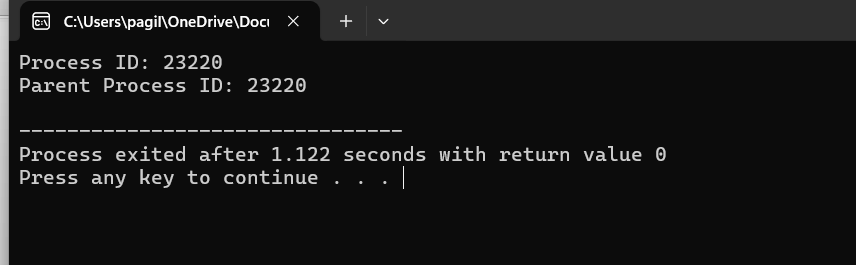 C:\Users\pagil\OneDrive\Docu
Process ID: 23220
Parent Process ID: 23220
--------------------------------
Process exited after 1.122 seconds with return value 0
Press any key to continue . . .